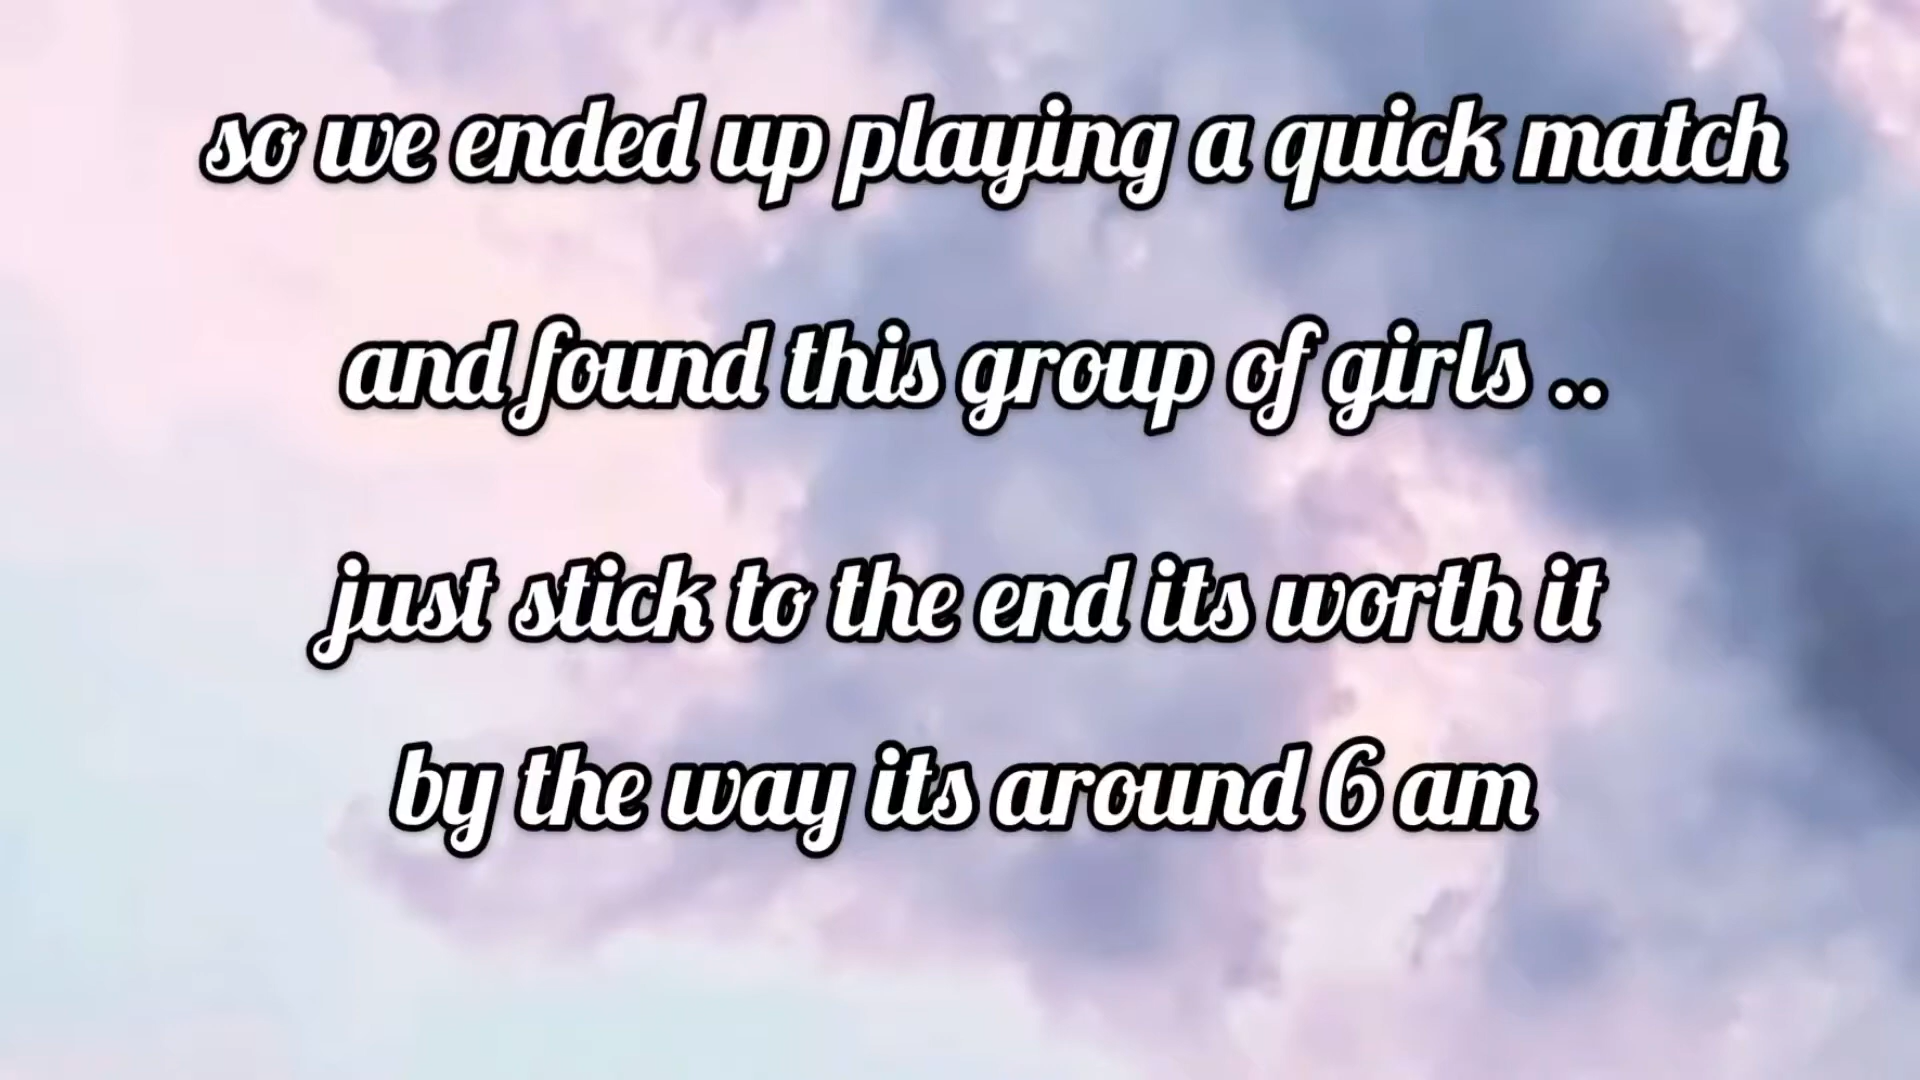 so we ended up playing a quick match
and found this group of girls ..
just stick to the end its worth it
by the way its around 6 am